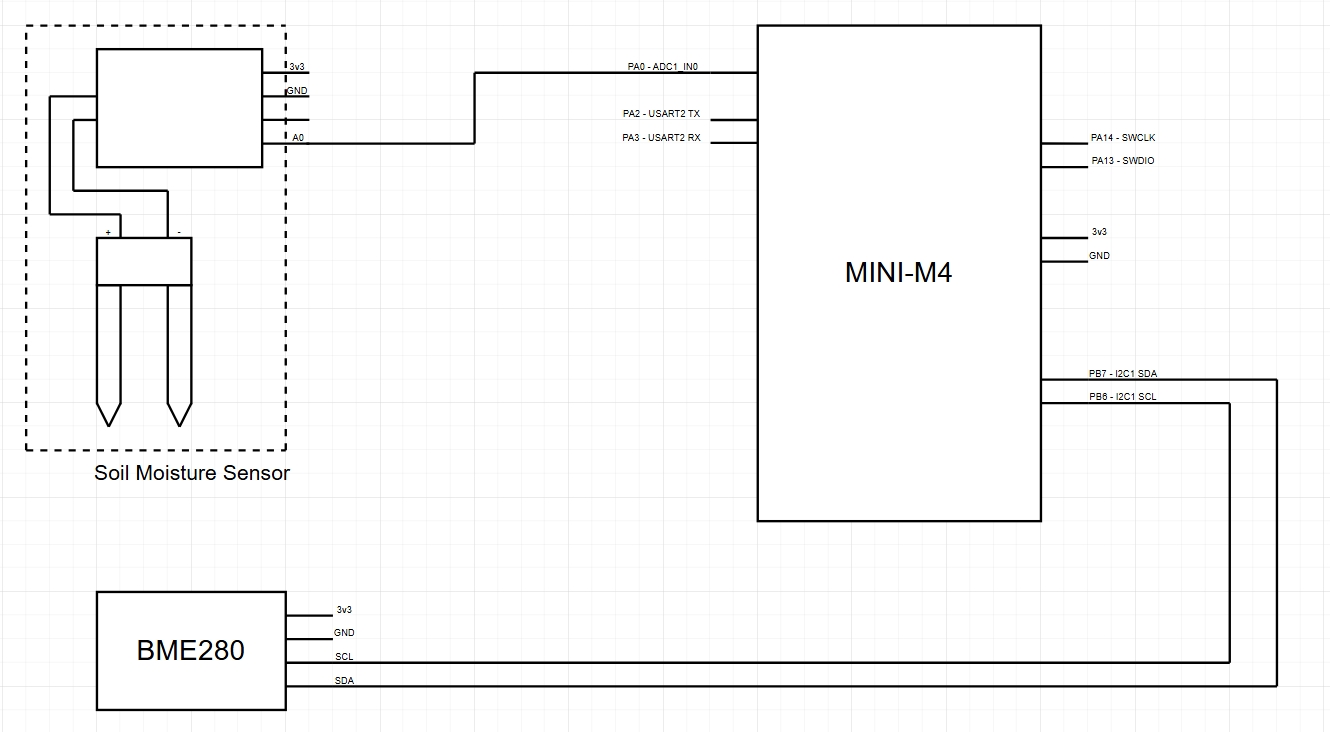 3v3
GND
A0
+
-
Soil Moisture Sensor
PA0 - ADC1_IN0
PA2 - USART2 TX
PA3 - USART2 RX
MINI-M4
PA14 - SWCLK
PA13 - SWDIO
3v3
GND
PB7 - I2C1 SDA
PB6 - I2C1 SCL
BME280
3v3
GND
SCL
SDA